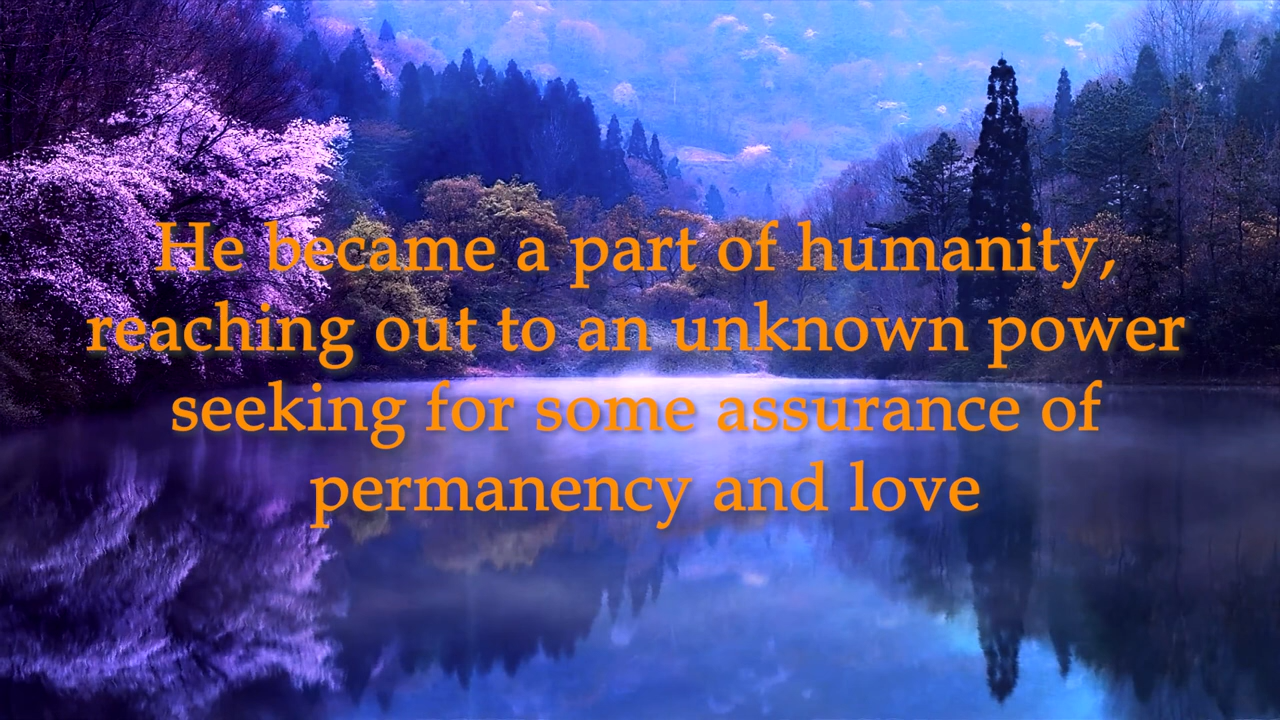 He became a part of humanity,
reaching out to an unknown power
seeking for some assurance of
permanency and love